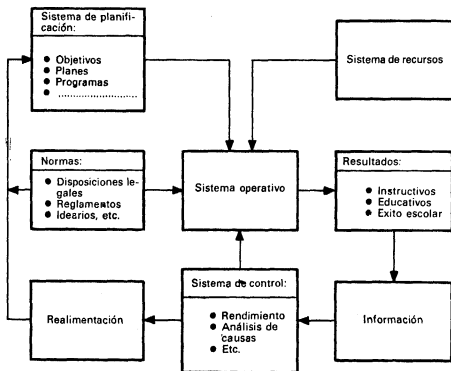 Sistema de planifi-
cación:
● Objetivos
● Planes
● Programas
● ........................
Sistema de recursos
Normas:
● Disposiciones le-
gales
● Reglamentos
● Idearios, etc.
Sistema operativo
Resultados:
● Instructivos
● Educativos
● Exito escolar
Realimentación
Sistema de control:
● Rendimiento
● Análisis de
causas
● Etc.
Información